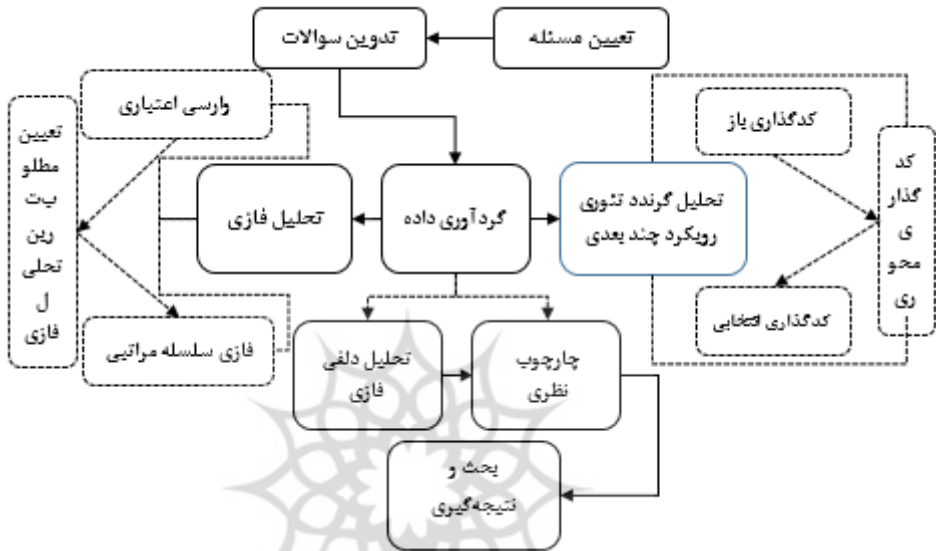 تعیین مسئله
تدوین سوالات
کدگذاری باز
کد
گذار
ی
محو
ری
کدگذاری انتخابی
تحلیل گرندد تئوری
رویکرد چند بعدی
گردآوری داده
تحلیل فازی
وارسی اعتباری
تعیین
مطلو
ب‌ت
رین
تحلی
ل
فازی
فازی سلسله مراتبی
چارچوب
نظری
تحلیل دلفی
فازی
بحث و
نتیجه‌گیری